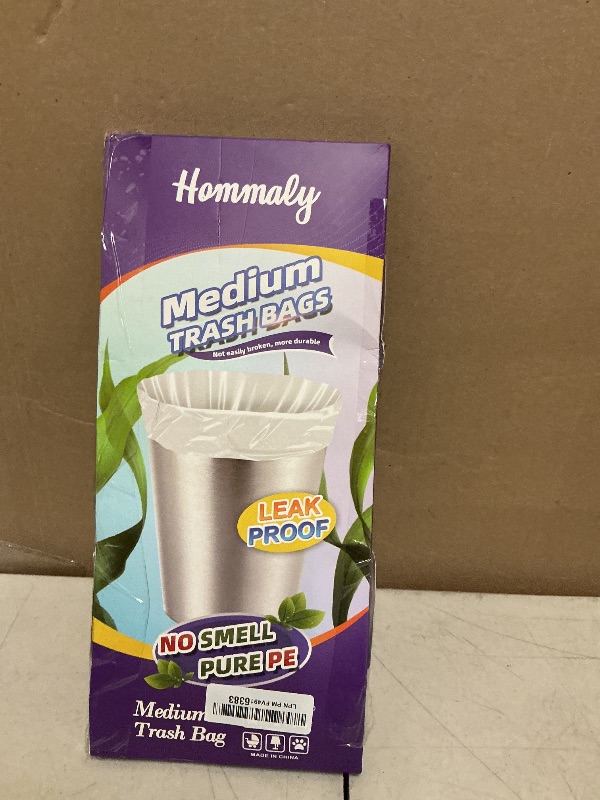 Hommaly
Medium
TRASH BAGS
Not easily broken, more durable
LEAK
PROOF
NO SMELL
PURE PE
Medium
Trash Bag
MADE IN CHINA